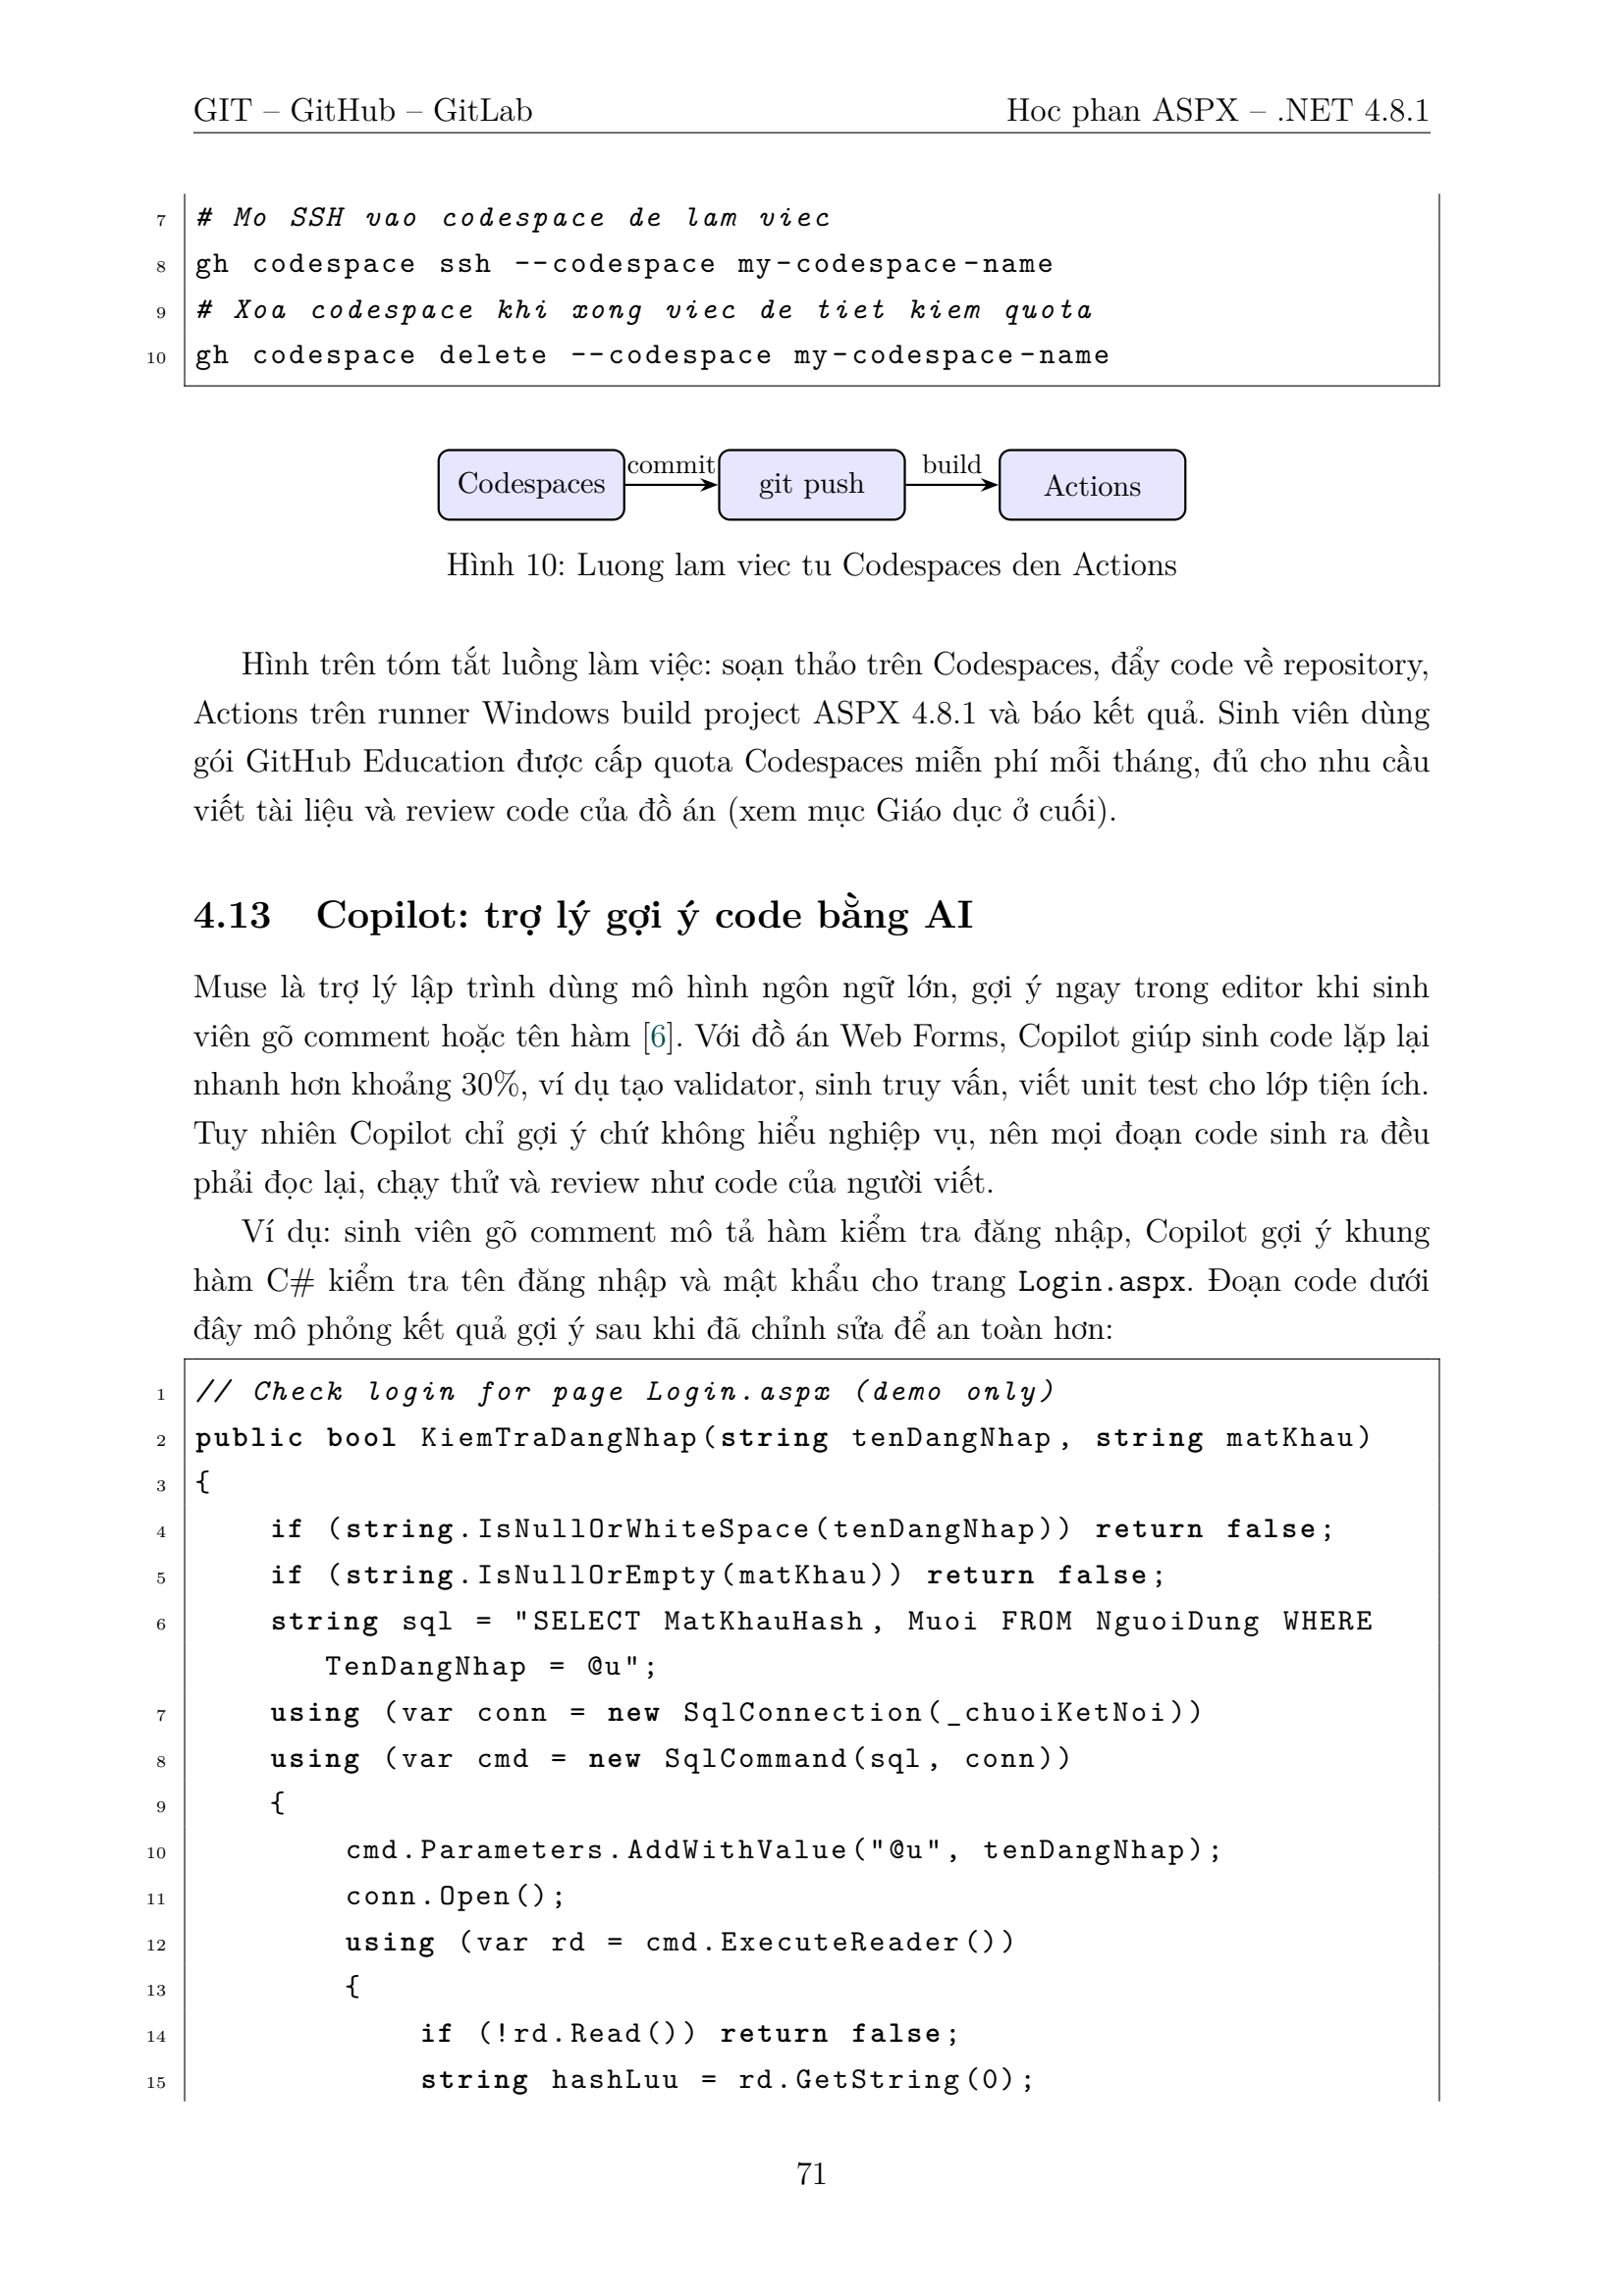 GIT – GitHub – GitLab Hoc phan ASPX – .NET 4.8.1
7 # Mo SSH vao codespace de lam viec
8 gh codespace ssh --codespace my-codespace-name
9 # Xoa codespace khi xong viec de tiet kiem quota
10 gh codespace delete --codespace my-codespace-name
Codespaces commit git push build Actions
Hình 10: Luong lam viec tu Codespaces den Actions
Hình trên tóm tắt luồng làm việc: soạn thảo trên Codespaces, đẩy code về repository,
Actions trên runner Windows build project ASPX 4.8.1 và báo kết quả. Sinh viên dùng
gói GitHub Education được cấp quota Codespaces miễn phí mỗi tháng, đủ cho nhu cầu
viết tài liệu và review code của đồ án (xem mục Giáo dục ở cuối).
4.13 Copilot: trợ lý gợi ý code bằng AI
Muse là trợ lý lập trình dùng mô hình ngôn ngữ lớn, gợi ý ngay trong editor khi sinh
viên gõ comment hoặc tên hàm [6]. Với đồ án Web Forms, Copilot giúp sinh code lặp lại
nhanh hơn khoảng 30%, ví dụ tạo validator, sinh truy vấn, viết unit test cho lớp tiện ích.
Tuy nhiên Copilot chỉ gợi ý chứ không hiểu nghiệp vụ, nên mọi đoạn code sinh ra đều
phải đọc lại, chạy thử và review như code của người viết.
Ví dụ: sinh viên gõ comment mô tả hàm kiểm tra đăng nhập, Copilot gợi ý khung
hàm C# kiểm tra tên đăng nhập và mật khẩu cho trang Login.aspx. Đoạn code dưới
đây mô phỏng kết quả gợi ý sau khi đã chỉnh sửa để an toàn hơn:
1 // Check login for page Login.aspx (demo only)
2 public bool KiemTraDangNhap(string tenDangNhap, string matKhau)
3 {
4 if (string.IsNullOrWhiteSpace(tenDangNhap)) return false;
5 if (string.IsNullOrEmpty(matKhau)) return false;
6 string sql = "SELECT MatKhauHash, Muoi FROM NguoiDung WHERE
TenDangNhap = @u";
7 using (var conn = new SqlConnection(_chuoiKetNoi))
8 using (var cmd = new SqlCommand(sql, conn))
9 {
10 cmd.Parameters.AddWithValue("@u", tenDangNhap);
11 conn.Open();
12 using (var rd = cmd.ExecuteReader())
13 {
14 if (!rd.Read()) return false;
15 string hashLuu = rd.GetString(0);
71